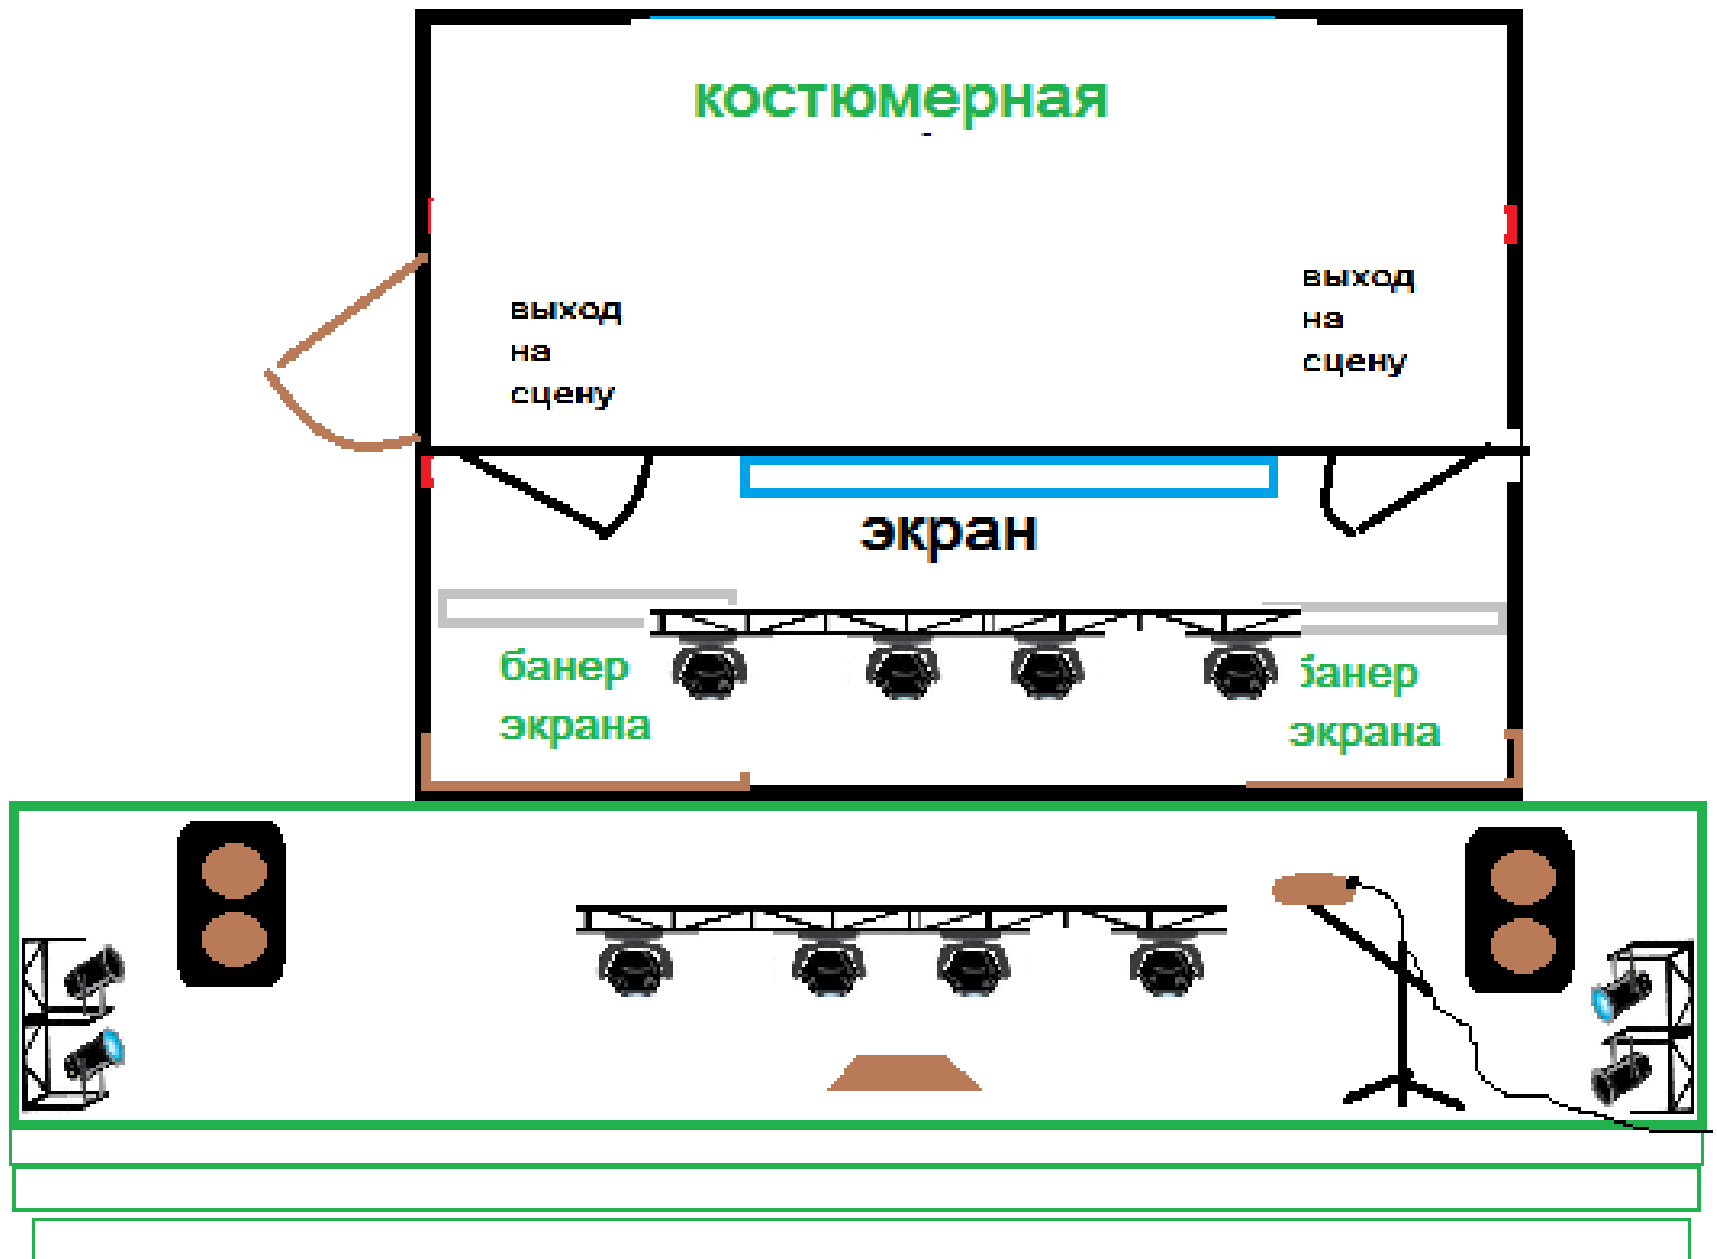 костюмерная
выход
на
сцену
выход
на
сцену
экран
банер
экрана
банер
экрана